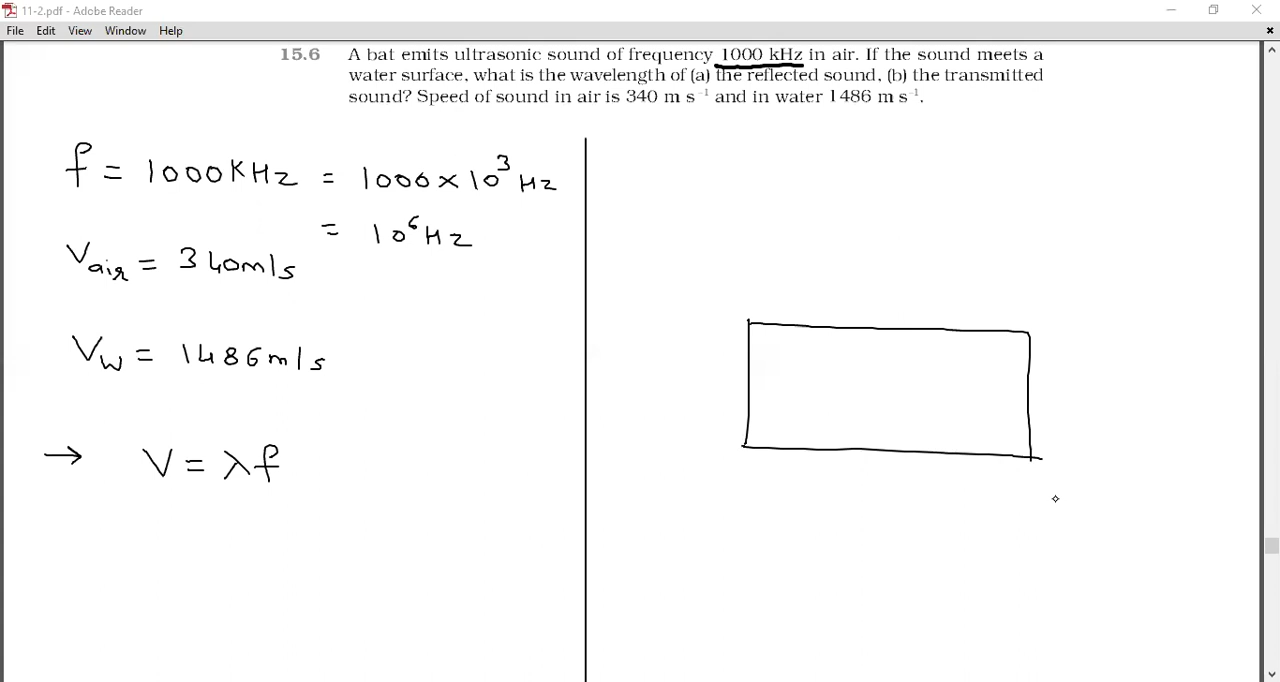 11-2.pdf - Adobe Reader
File Edit View Window Help
15.6 A bat emits ultrasonic sound of frequency 1000 kHz in air. If the sound meets a
water surface, what is the wavelength of (a) the reflected sound, (b) the transmitted
sound? Speed of sound in air is 340 m s⁻¹ and in water 1486 m s⁻¹.
f = 1000KHz = 1000 × 10³ Hz
= 10⁶ Hz
Vair = 340m/s
Vw = 1486m/s
→ V = λf